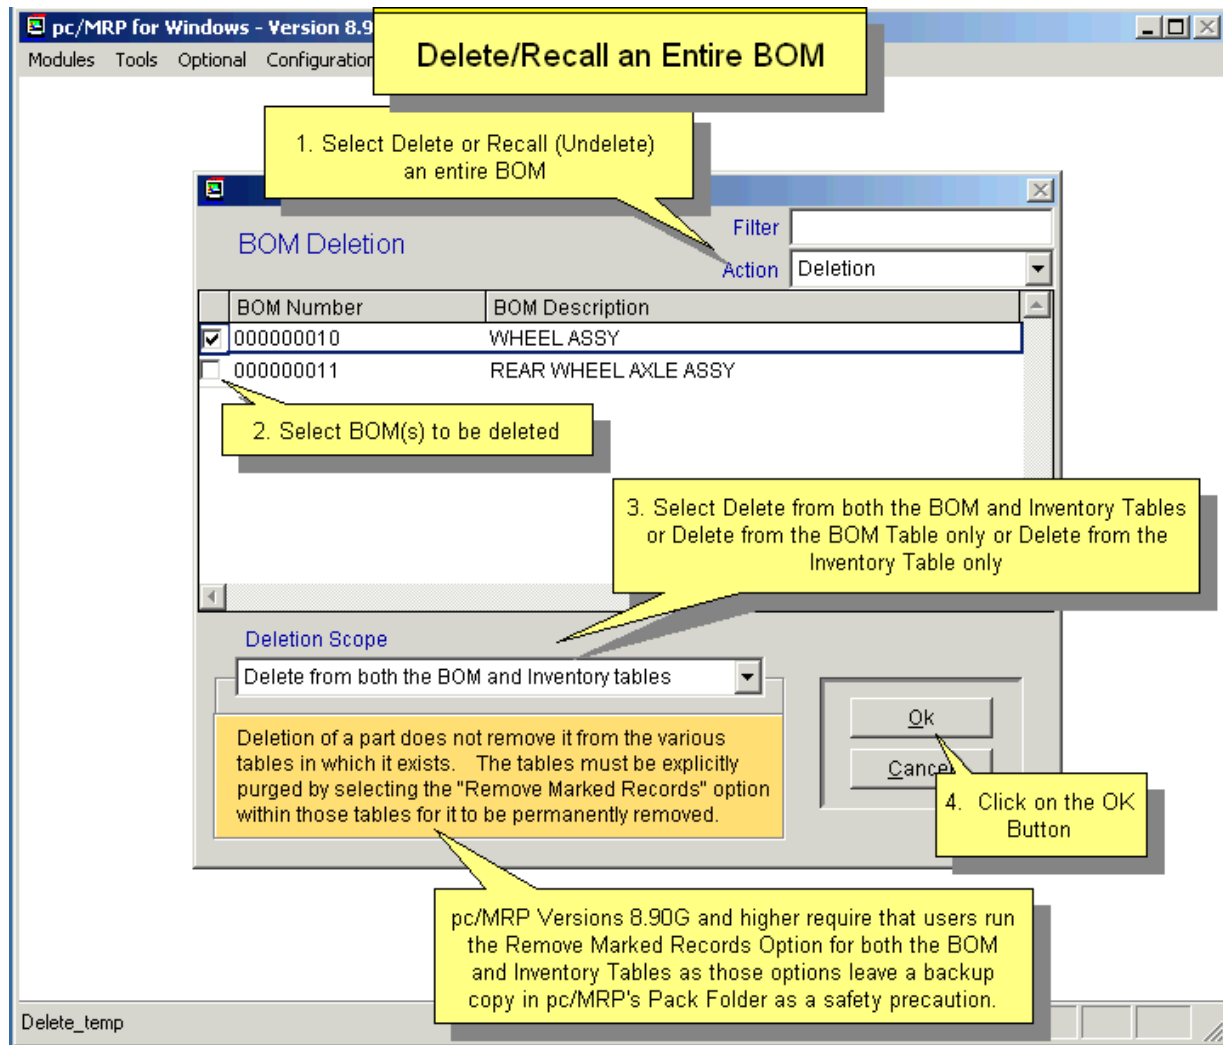 pc/MRP for Windows - Version 8.9
Delete/Recall an Entire BOM
Modules Tools Optional Configuration
1. Select Delete or Recall (Undelete)
an entire BOM
Filter
BOM Deletion
Action Deletion
BOM Number BOM Description
000000010 WHEEL ASSY
000000011 REAR WHEEL AXLE ASSY
2. Select BOM(s) to be deleted
3. Select Delete from both the BOM and Inventory Tables
or Delete from the BOM Table only or Delete from the
Inventory Table only
Deletion Scope
Delete from both the BOM and Inventory tables
Ok
Cancel
Deletion of a part does not remove it from the various
tables in which it exists. The tables must be explicitly
purged by selecting the "Remove Marked Records" option
within those tables for it to be permanently removed.
4. Click on the OK
Button
pc/MRP Versions 8.90G and higher require that users run
the Remove Marked Records Option for both the BOM
and Inventory Tables as those options leave a backup
copy in pc/MRP's Pack Folder as a safety precaution.
Delete_temp